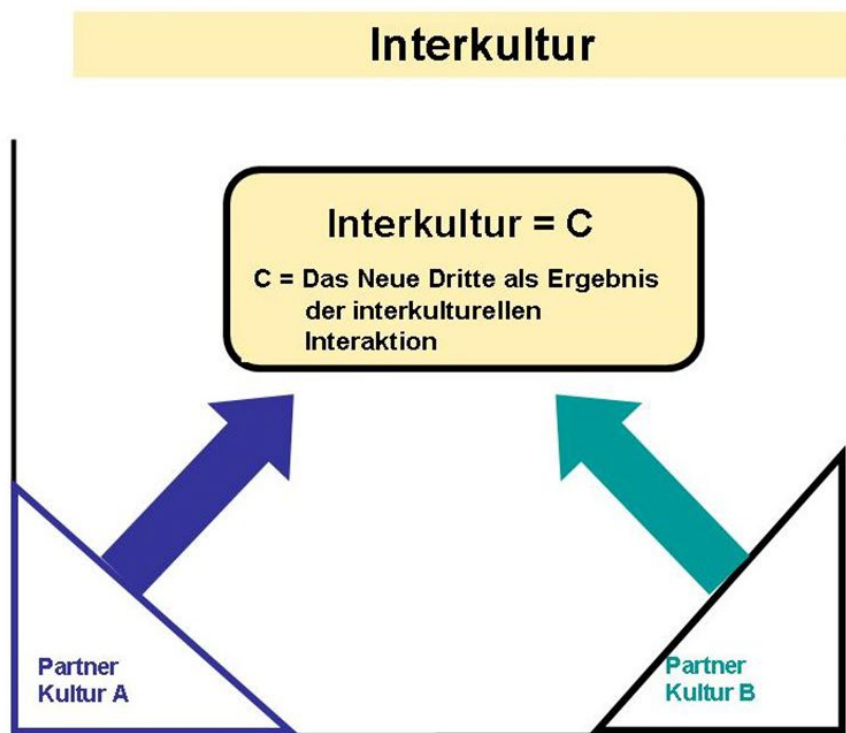 Interkultur
Interkultur = C
C = Das Neue Dritte als Ergebnis
der interkulturellen
Interaktion
Partner
Kultur A
Partner
Kultur B